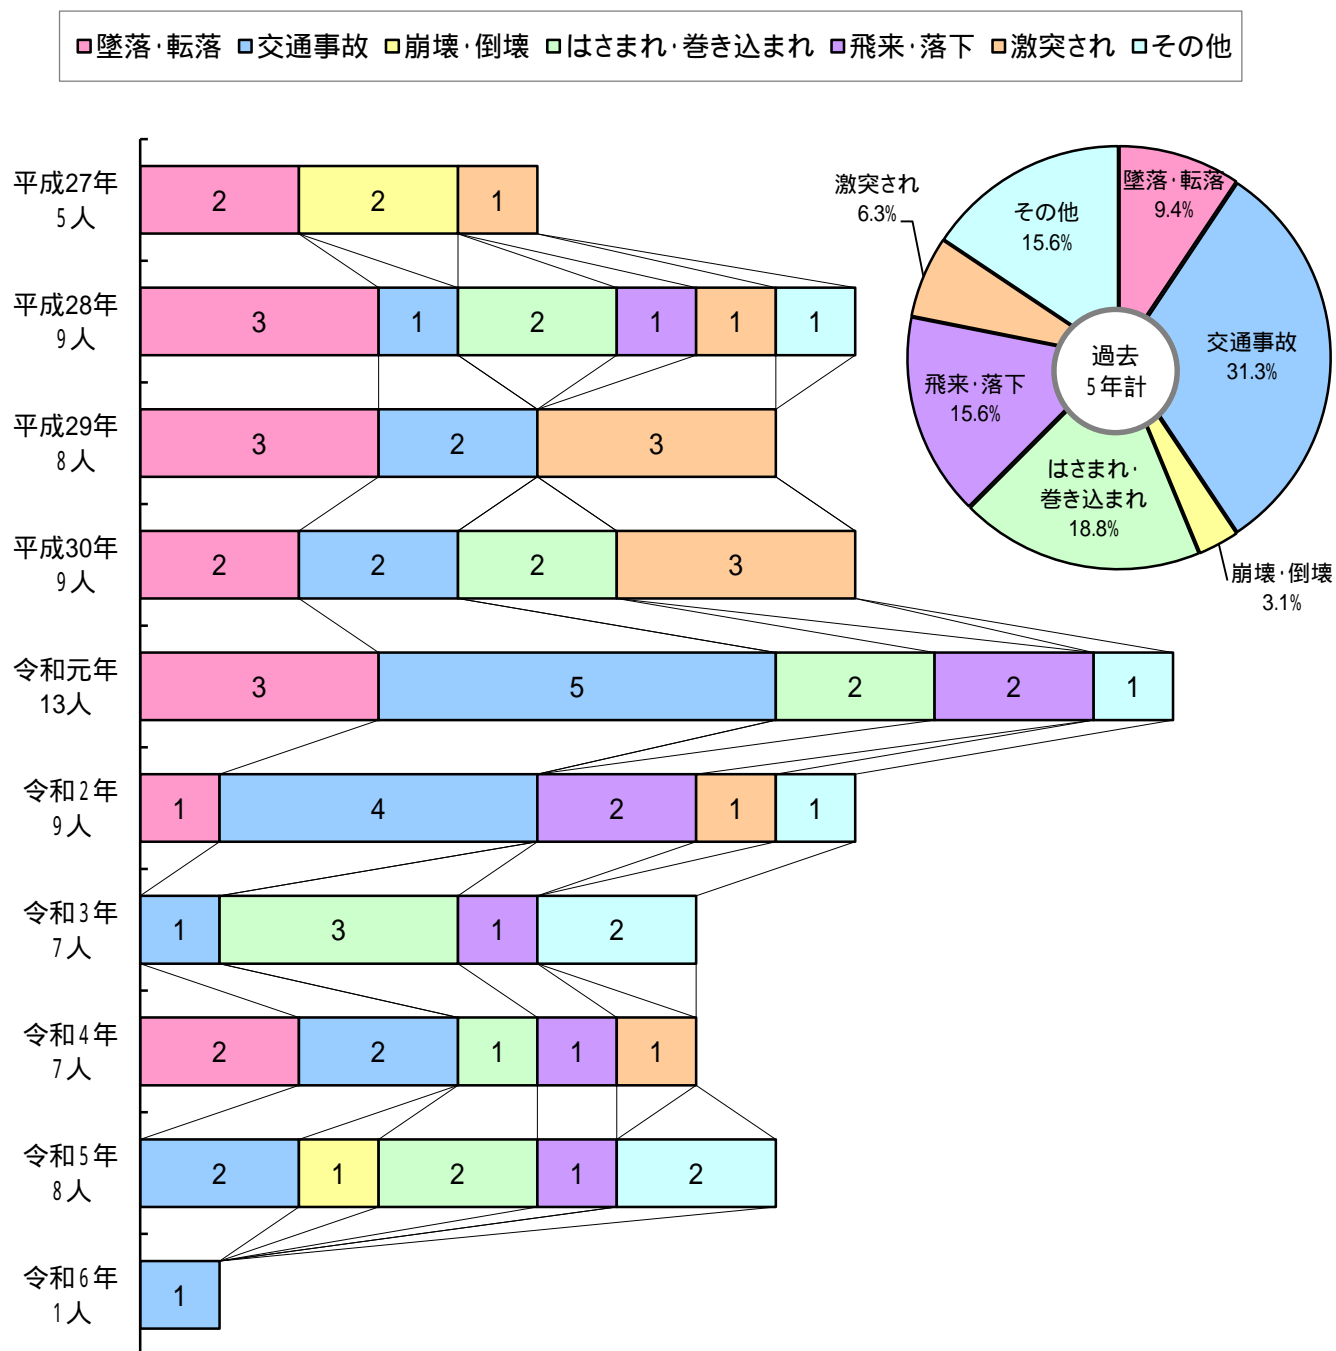 墜落・転落 交通事故 崩壊・倒壊 はさまれ・巻き込まれ 飛来・落下 激突され その他
平成27年
5人
2 2 1
平成28年
9人
3 1 2 1 1 1
平成29年
8人
3 2 3
平成30年
9人
2 2 2 3
令和元年
13人
3 5 2 2 1
令和2年
9人
1 4 2 1 1
令和3年
7人
1 3 1 2
令和4年
7人
2 2 1 1 1
令和5年
8人
2 1 2 1 2
令和6年
1人
1
過去
5年計
墜落・転落
9.4%
交通事故
31.3%
崩壊・倒壊
3.1%
はさまれ・
巻き込まれ
18.8%
飛来・落下
15.6%
激突され
6.3%
その他
15.6%